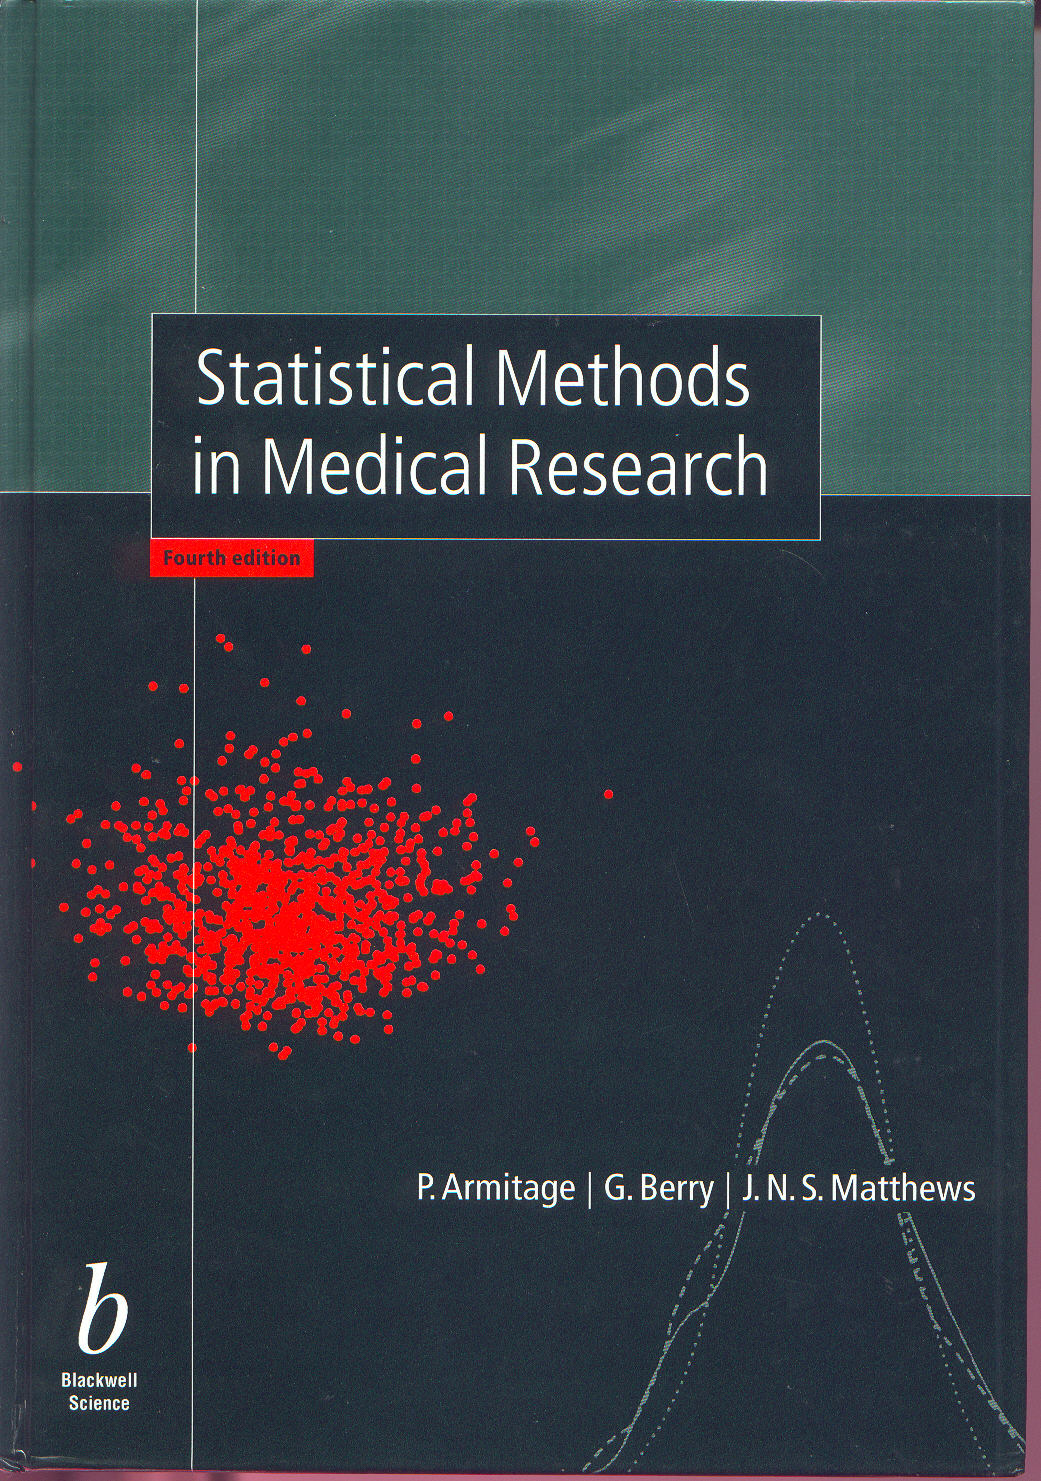 Statistical Methods
in Medical Research
Fourth edition
P. Armitage | G. Berry | J. N. S. Matthews
b
Blackwell
Science